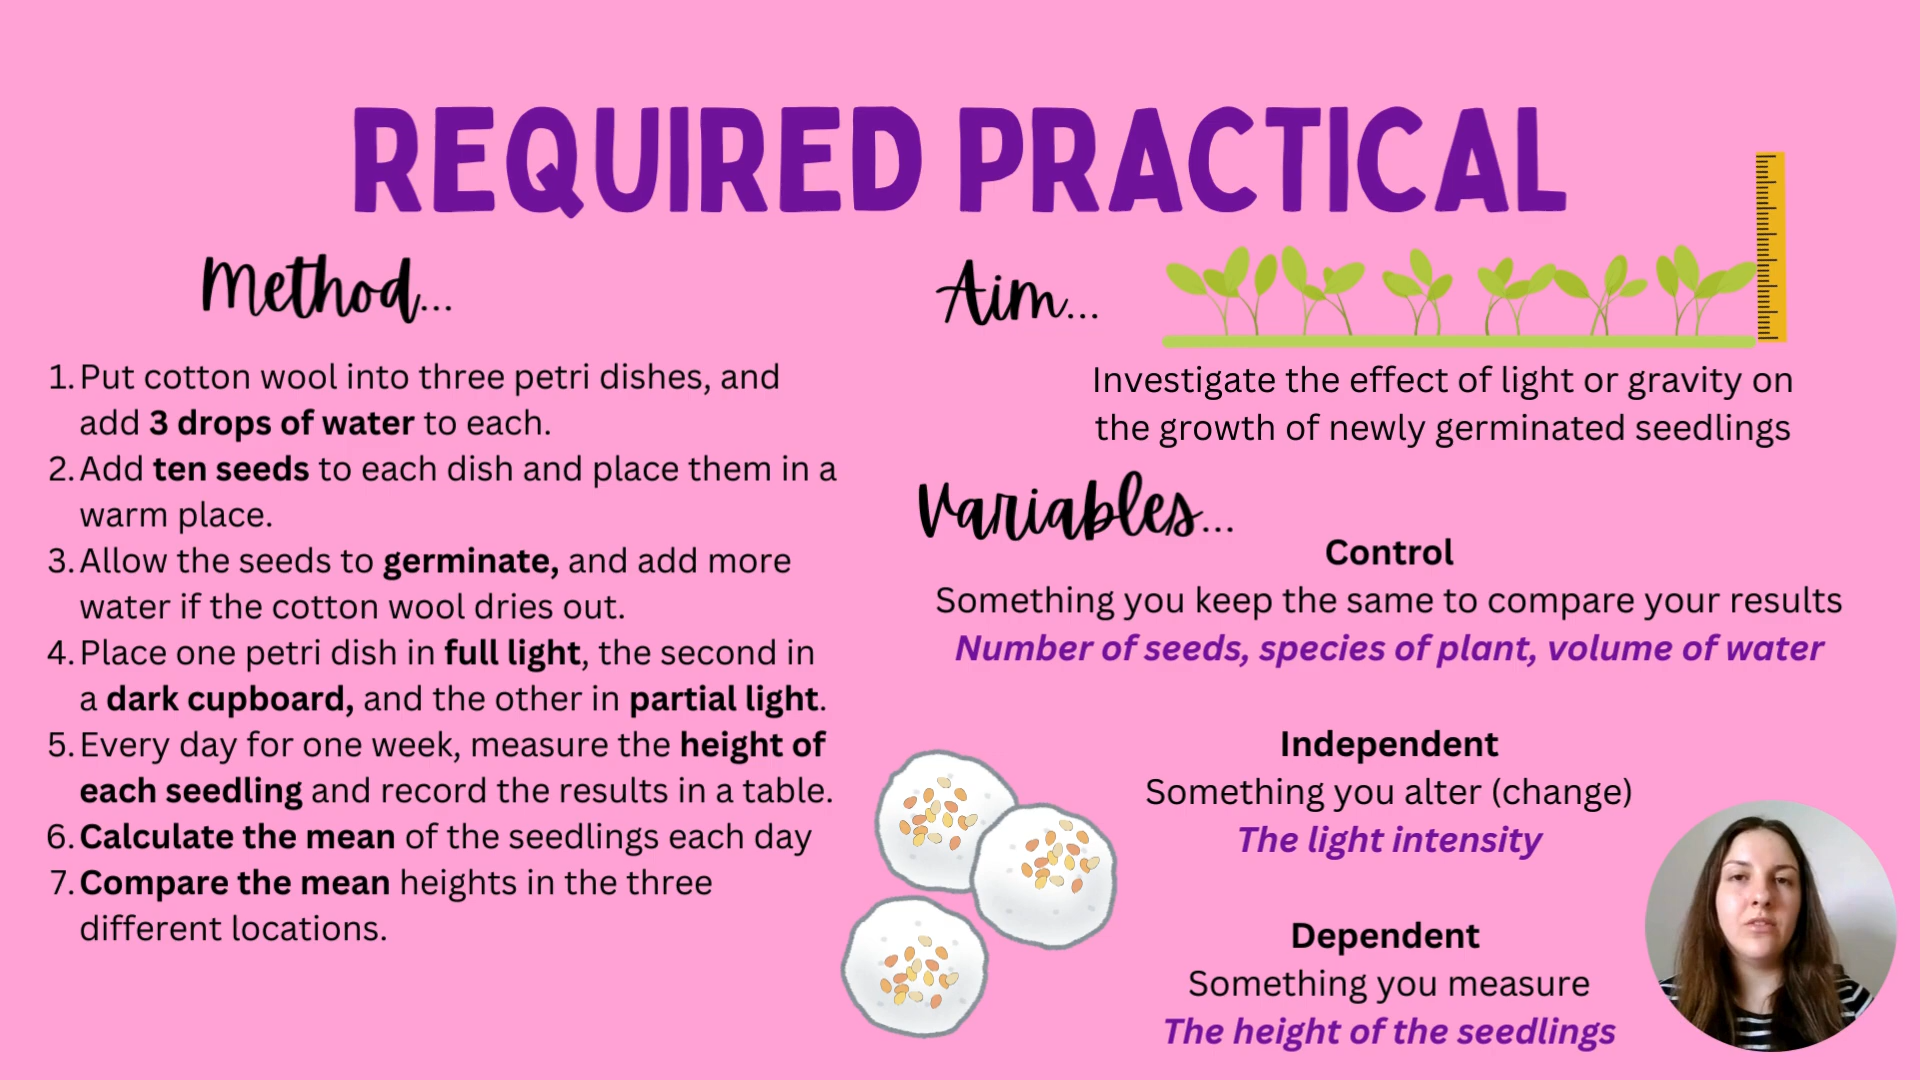 REQUIRED PRACTICAL
Method...
1. Put cotton wool into three petri dishes, and
add 3 drops of water to each.
2. Add ten seeds to each dish and place them in a
warm place.
3. Allow the seeds to germinate, and add more
water if the cotton wool dries out.
4. Place one petri dish in full light, the second in
a dark cupboard, and the other in partial light.
5. Every day for one week, measure the height of
each seedling and record the results in a table.
6. Calculate the mean of the seedlings each day
7. Compare the mean heights in the three
different locations.
Aim...
Investigate the effect of light or gravity on
the growth of newly germinated seedlings
Variables...
Control
Something you keep the same to compare your results
Number of seeds, species of plant, volume of water
Independent
Something you alter (change)
The light intensity
Dependent
Something you measure
The height of the seedlings